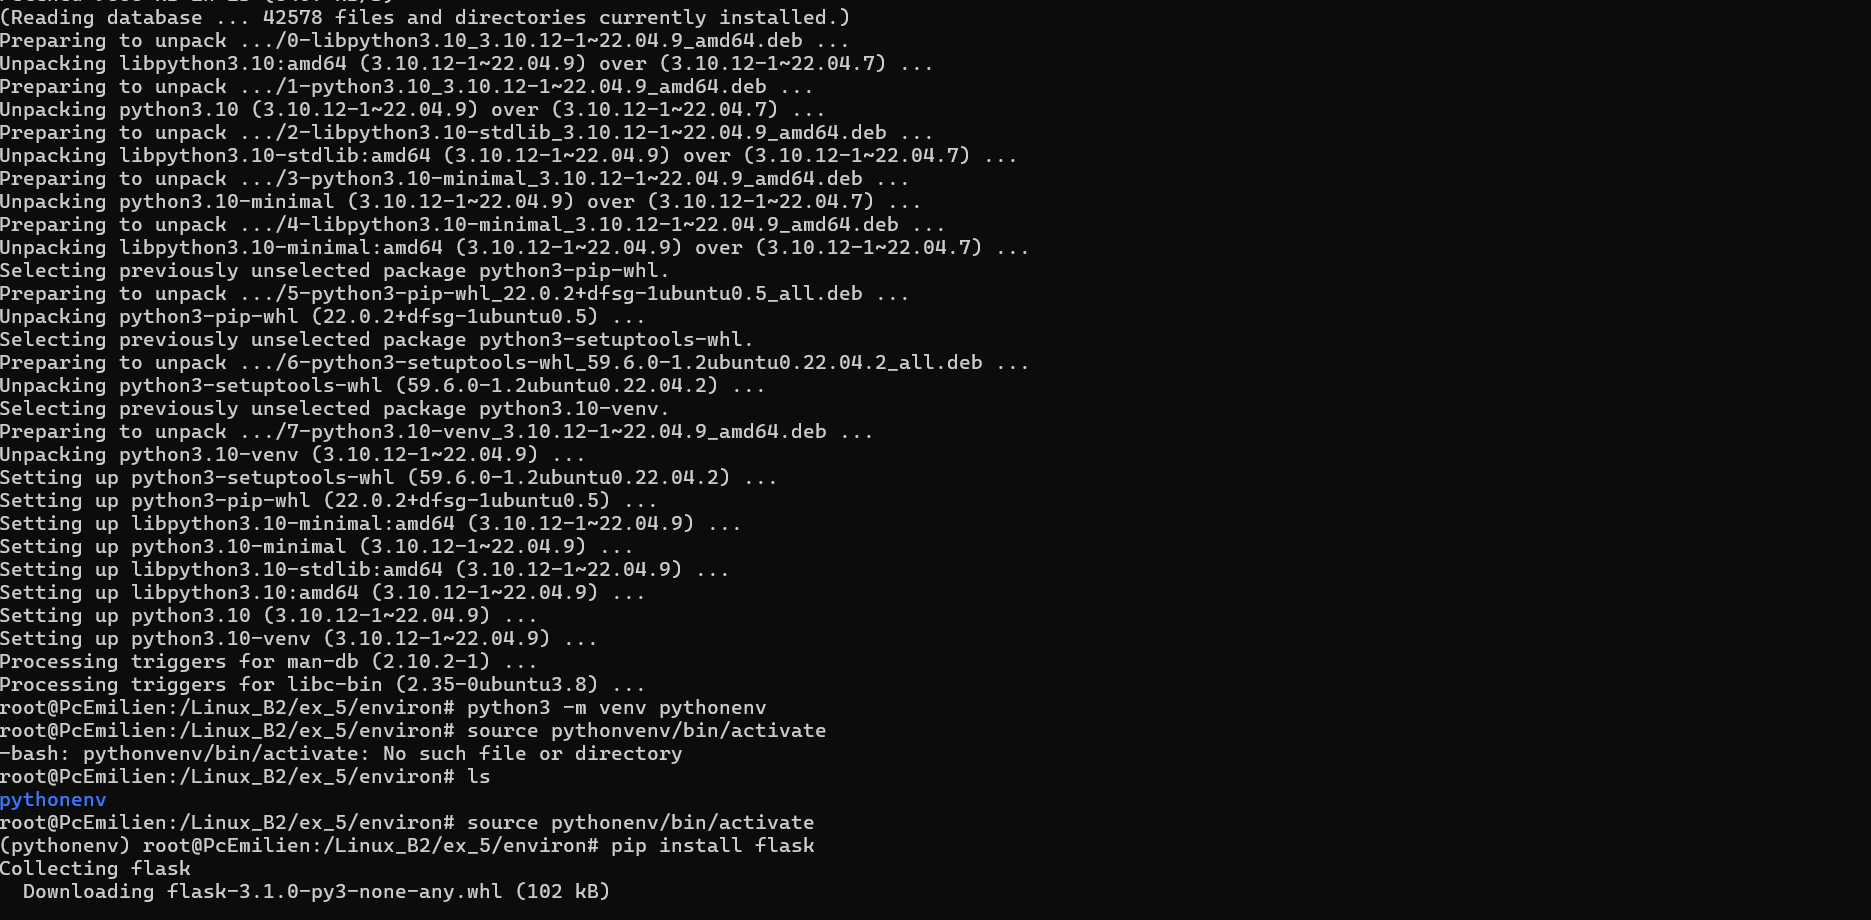 (Reading database ... 42578 files and directories currently installed.)
Preparing to unpack .../0-libpython3.10_3.10.12-1~22.04.9_amd64.deb ...
Unpacking libpython3.10:amd64 (3.10.12-1~22.04.9) over (3.10.12-1~22.04.7) ...
Preparing to unpack .../1-python3.10_3.10.12-1~22.04.9_amd64.deb ...
Unpacking python3.10 (3.10.12-1~22.04.9) over (3.10.12-1~22.04.7) ...
Preparing to unpack .../2-libpython3.10-stdlib_3.10.12-1~22.04.9_amd64.deb ...
Unpacking libpython3.10-stdlib:amd64 (3.10.12-1~22.04.9) over (3.10.12-1~22.04.7) ...
Preparing to unpack .../3-python3.10-minimal_3.10.12-1~22.04.9_amd64.deb ...
Unpacking python3.10-minimal (3.10.12-1~22.04.9) over (3.10.12-1~22.04.7) ...
Preparing to unpack .../4-libpython3.10-minimal_3.10.12-1~22.04.9_amd64.deb ...
Unpacking libpython3.10-minimal:amd64 (3.10.12-1~22.04.9) over (3.10.12-1~22.04.7) ...
Selecting previously unselected package python3-pip-whl.
Preparing to unpack .../5-python3-pip-whl_22.0.2+dfsg-1ubuntu0.5_all.deb ...
Unpacking python3-pip-whl (22.0.2+dfsg-1ubuntu0.5) ...
Selecting previously unselected package python3-setuptools-whl.
Preparing to unpack .../6-python3-setuptools-whl_59.6.0-1.2ubuntu0.22.04.2_all.deb ...
Unpacking python3-setuptools-whl (59.6.0-1.2ubuntu0.22.04.2) ...
Selecting previously unselected package python3.10-venv.
Preparing to unpack .../7-python3.10-venv_3.10.12-1~22.04.9_amd64.deb ...
Unpacking python3.10-venv (3.10.12-1~22.04.9) ...
Setting up python3-setuptools-whl (59.6.0-1.2ubuntu0.22.04.2) ...
Setting up python3-pip-whl (22.0.2+dfsg-1ubuntu0.5) ...
Setting up libpython3.10-minimal:amd64 (3.10.12-1~22.04.9) ...
Setting up python3.10-minimal (3.10.12-1~22.04.9) ...
Setting up libpython3.10-stdlib:amd64 (3.10.12-1~22.04.9) ...
Setting up libpython3.10:amd64 (3.10.12-1~22.04.9) ...
Setting up python3.10 (3.10.12-1~22.04.9) ...
Setting up python3.10-venv (3.10.12-1~22.04.9) ...
Processing triggers for man-db (2.10.2-1) ...
Processing triggers for libc-bin (2.35-0ubuntu3.8) ...
root@PcEmilien:/Linux_B2/ex_5/environ# python3 -m venv pythonenv
root@PcEmilien:/Linux_B2/ex_5/environ# source pythonvenv/bin/activate
-bash: pythonvenv/bin/activate: No such file or directory
root@PcEmilien:/Linux_B2/ex_5/environ# ls
pythonenv
root@PcEmilien:/Linux_B2/ex_5/environ# source pythonenv/bin/activate
(pythonenv) root@PcEmilien:/Linux_B2/ex_5/environ# pip install flask
Collecting flask
  Downloading flask-3.1.0-py3-none-any.whl (102 kB)